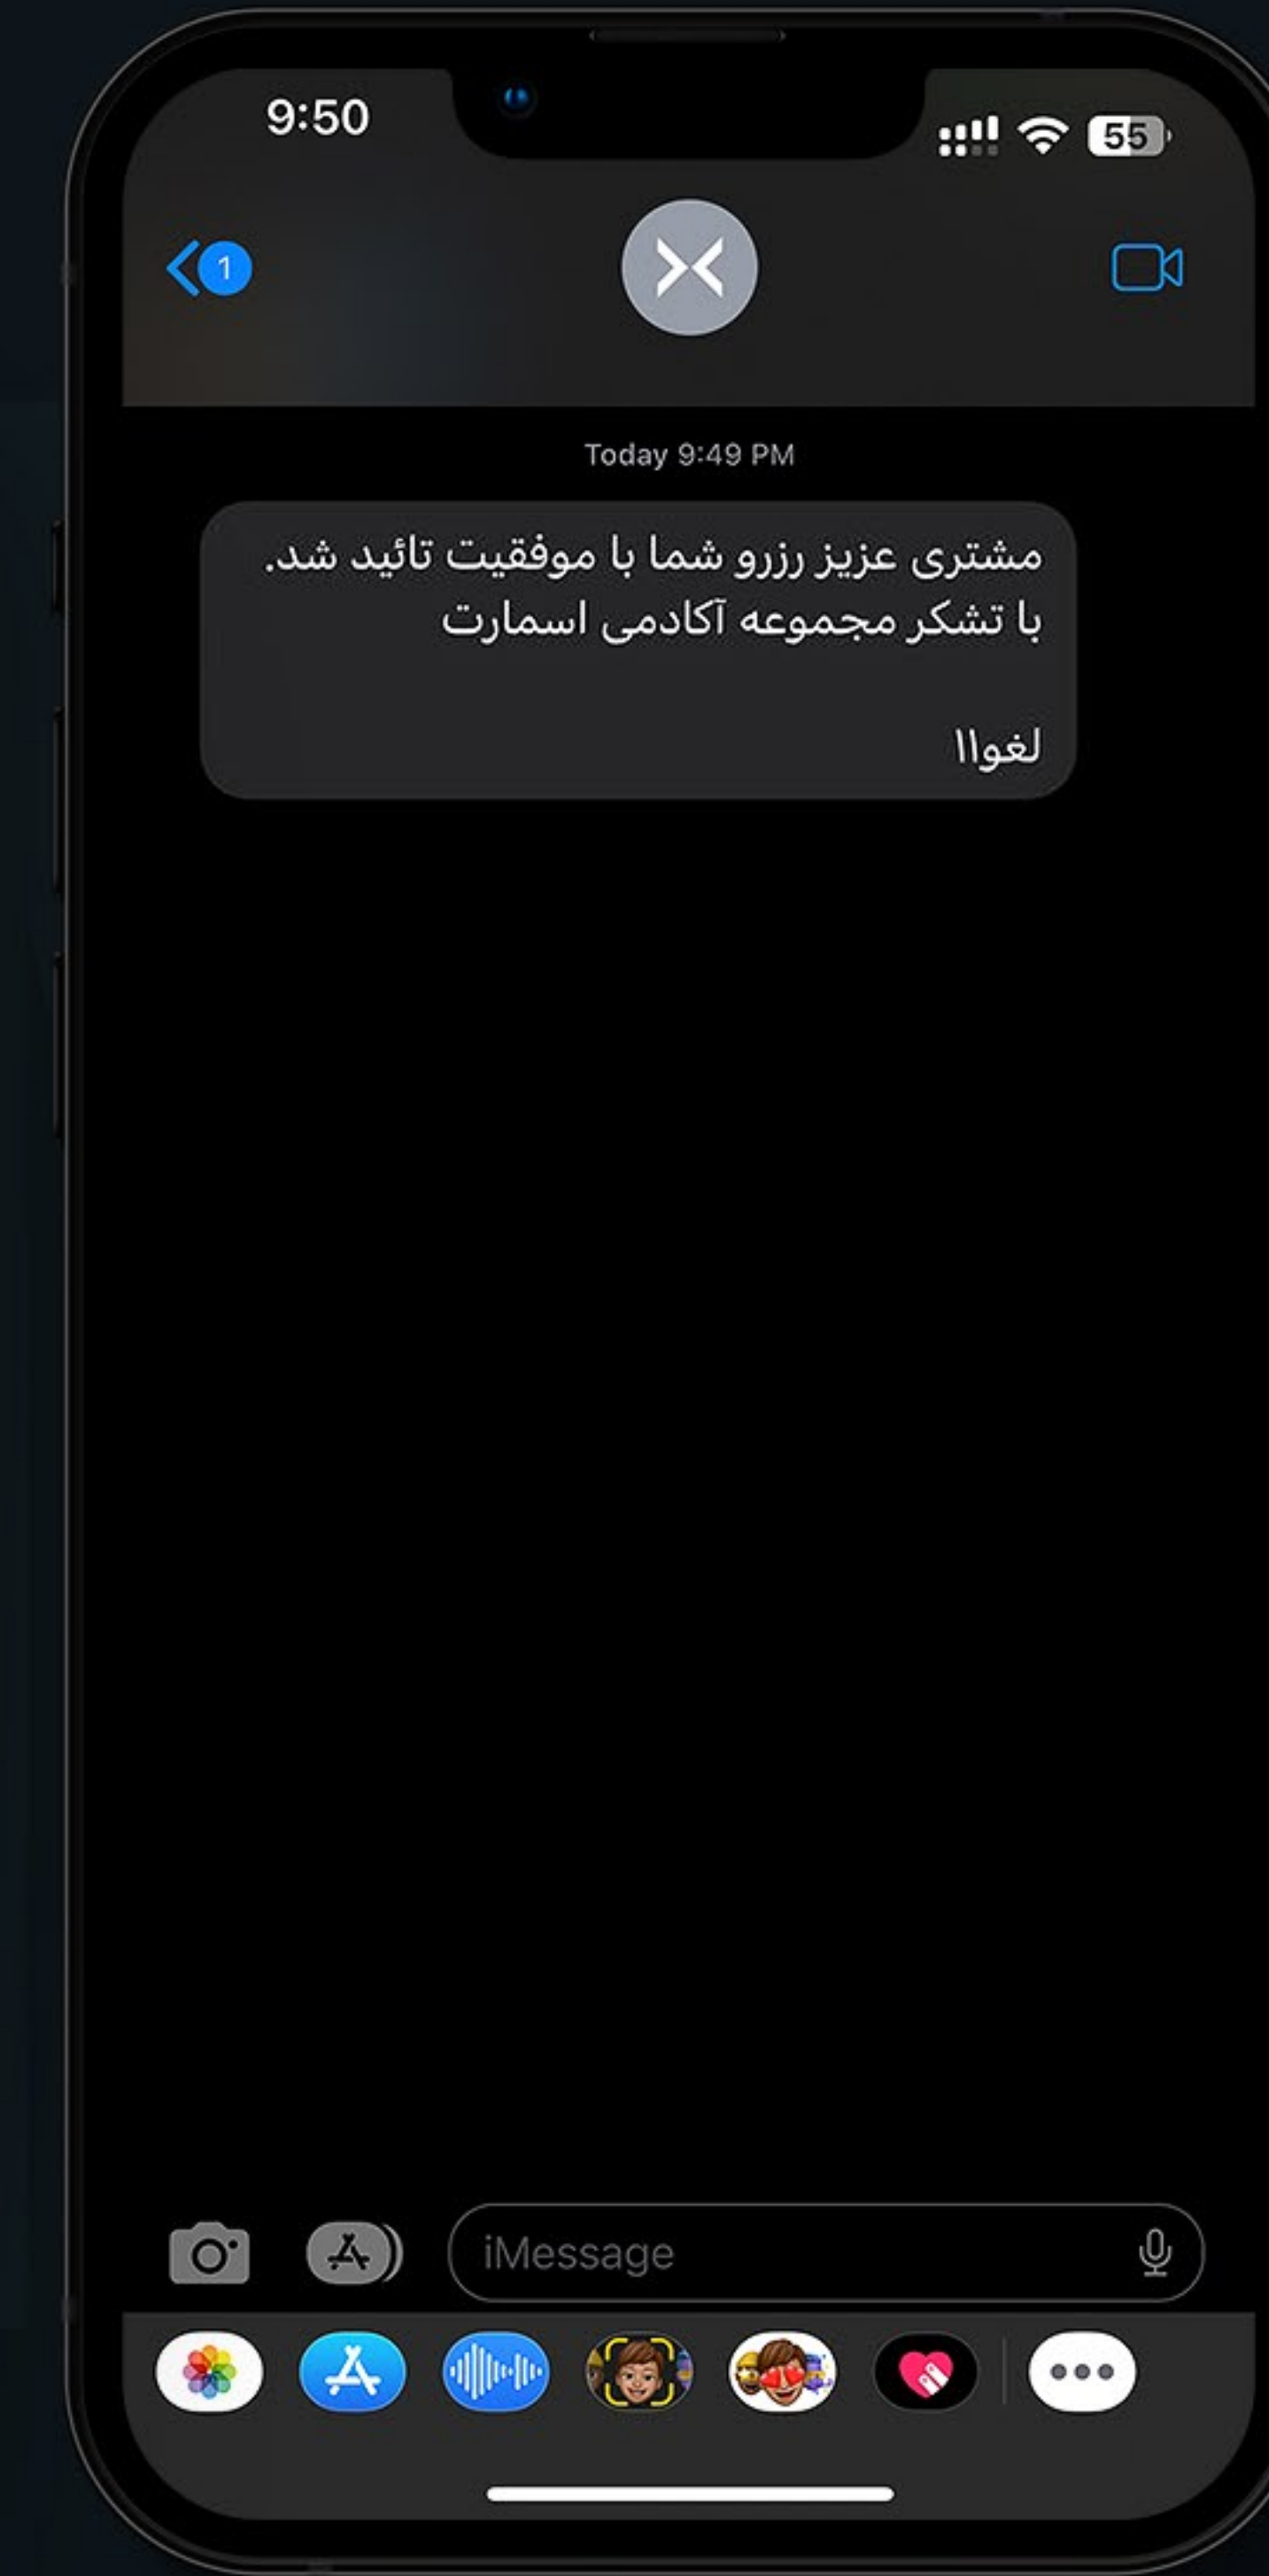 9:50
55
1
Today 9:49 PM
مشتری عزیز رزرو شما با موفقیت تائید شد.
با تشکر مجموعه آکادمی اسمارت
لغو۱۱
iMessage